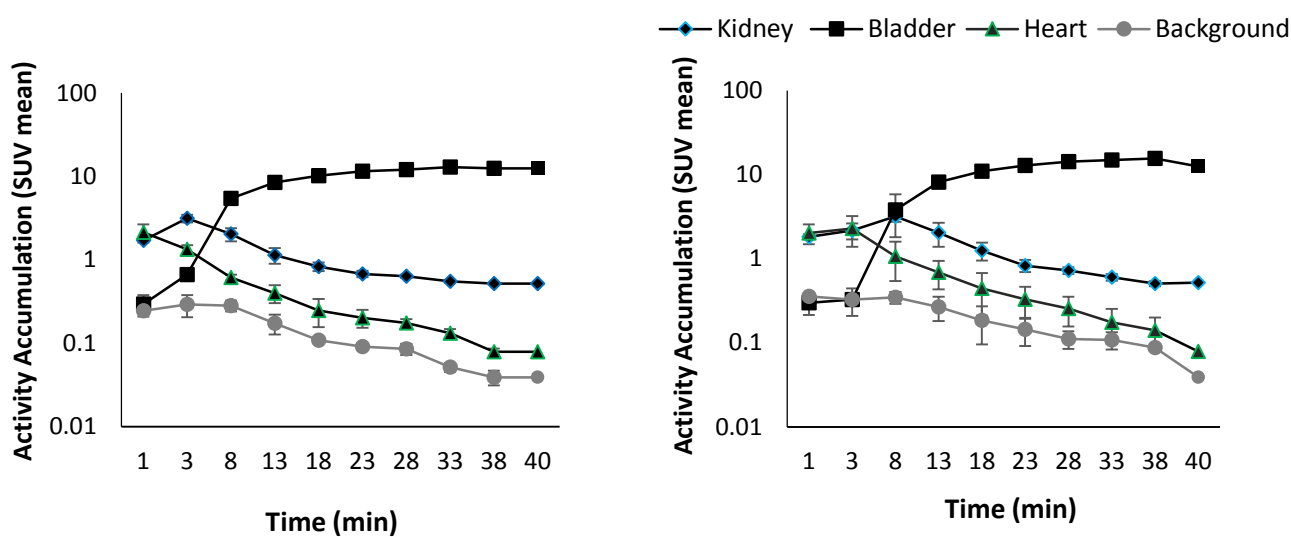 Kidney Bladder Heart Background
Activity Accumulation (SUV mean)
100
10
1
0.1
0.01
1 3 8 13 18 23 28 33 38 40
Time (min)
Activity Accumulation (SUV mean)
100
10
1
0.1
0.01
1 3 8 13 18 23 28 33 38 40
Time (min)